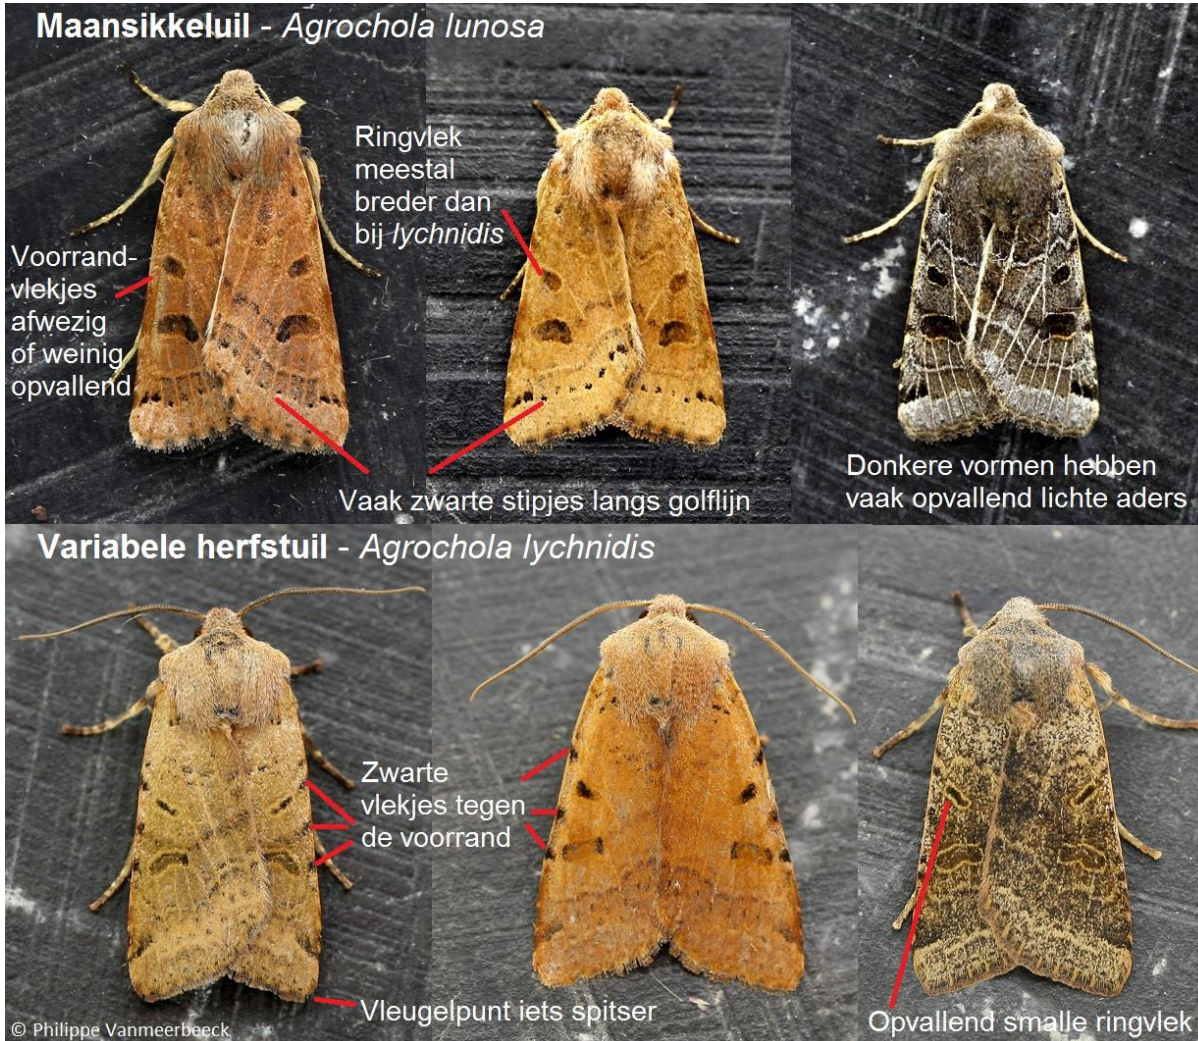 Maansikkeluil - Agrochola lunosa
Ringvlek
meestal
breder dan
bij lychnidis
Voorrand-
vlekjes
afwezig
of weinig
opvallend
Vaak zwarte stipjes langs golflijn
Donkere vormen hebben
vaak opvallend lichte aders
Variabele herfstuil - Agrochola lychnidis
Zwarte
vlekjes tegen
de voorrand
Vleugelpunt iets spitser
Opvallend smalle ringvlek
© Philippe Vanmeerbeeck